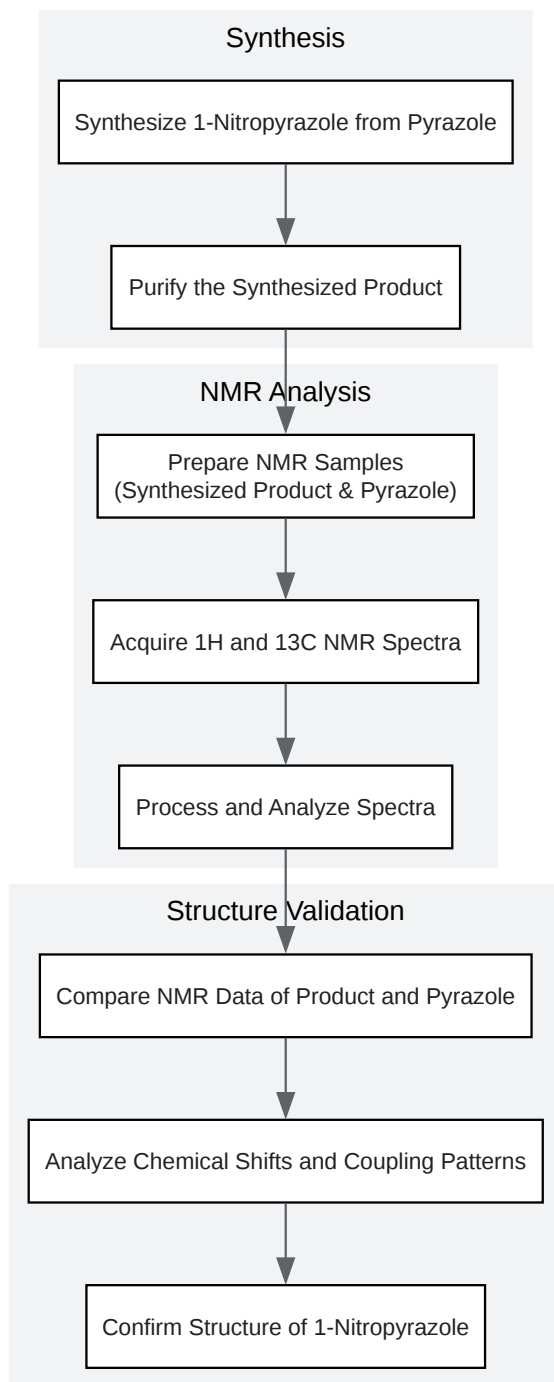 Synthesis
Synthesize 1-Nitropyrazole from Pyrazole
Purify the Synthesized Product
NMR Analysis
Prepare NMR Samples
(Synthesized Product & Pyrazole)
Acquire 1H and 13C NMR Spectra
Process and Analyze Spectra
Structure Validation
Compare NMR Data of Product and Pyrazole
Analyze Chemical Shifts and Coupling Patterns
Confirm Structure of 1-Nitropyrazole